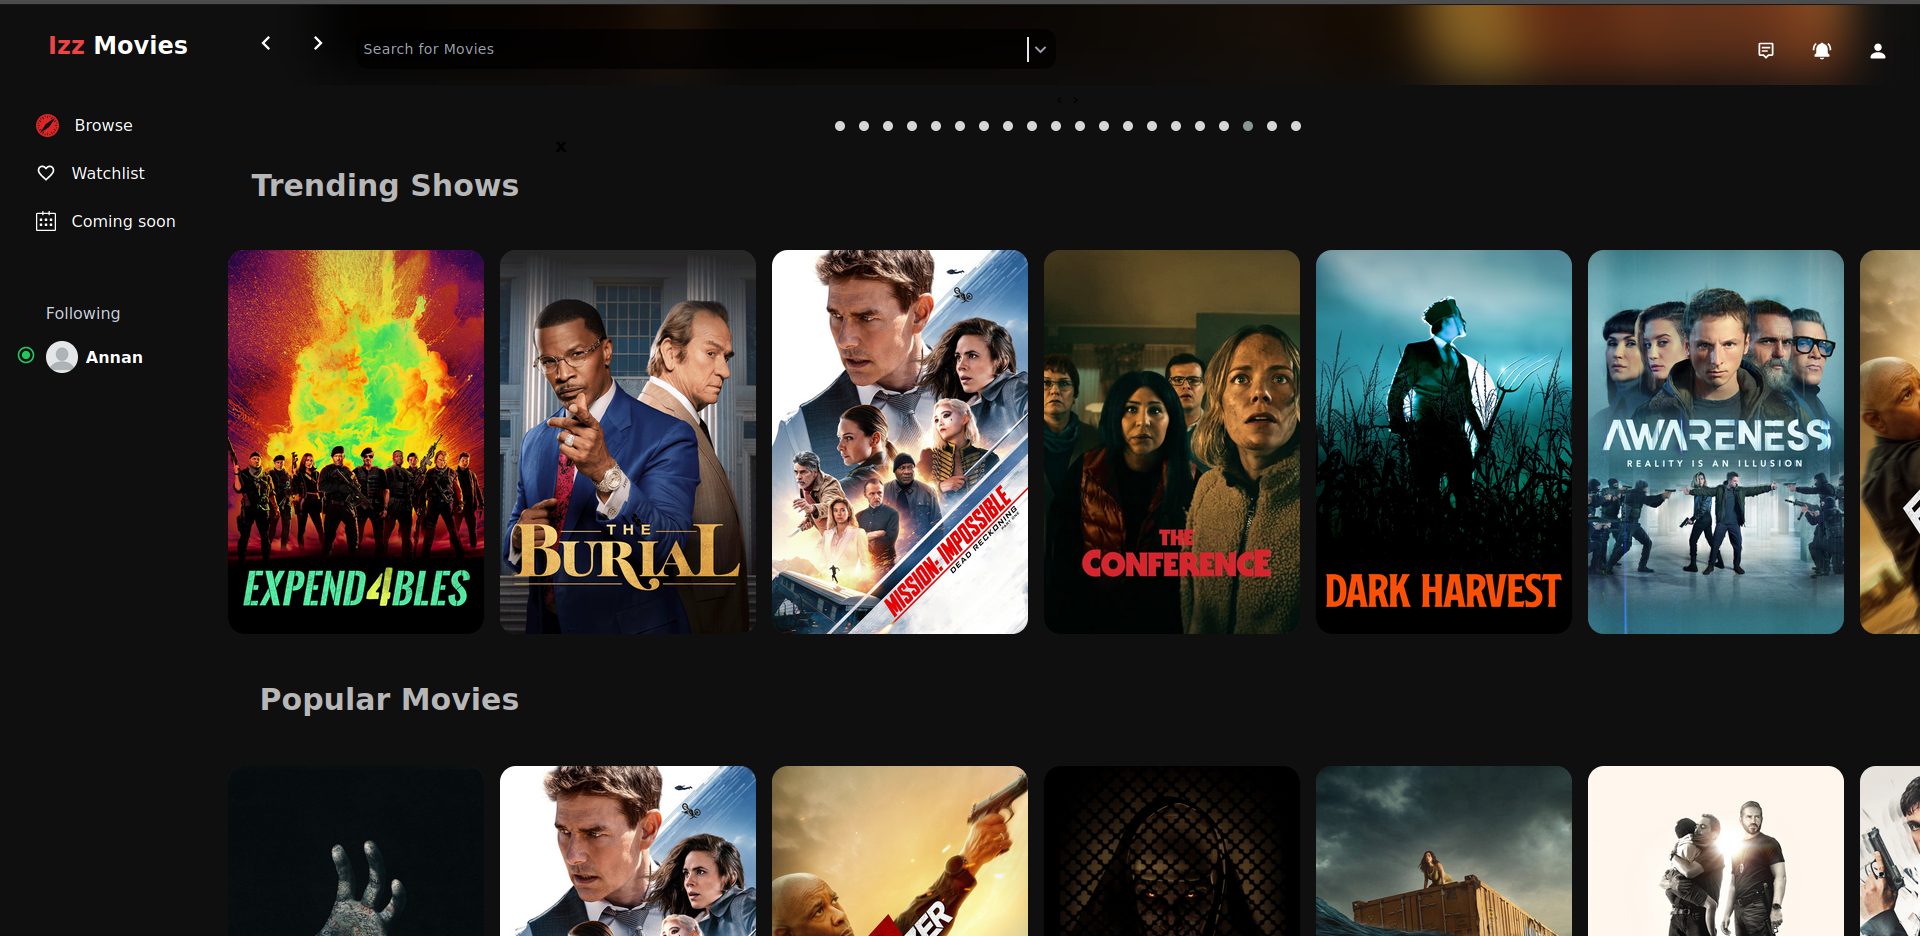 Izz Movies
Search for Movies
Browse
Watchlist
Coming soon
Following
Annan
x
Trending Shows
EXPEND4BLES
THE
BURIAL
MISSION: IMPOSSIBLE
DEAD RECKONING
THE
CONFERENCE
DARK HARVEST
AWARENESS
REALITY IS AN ILLUSION
Popular Movies